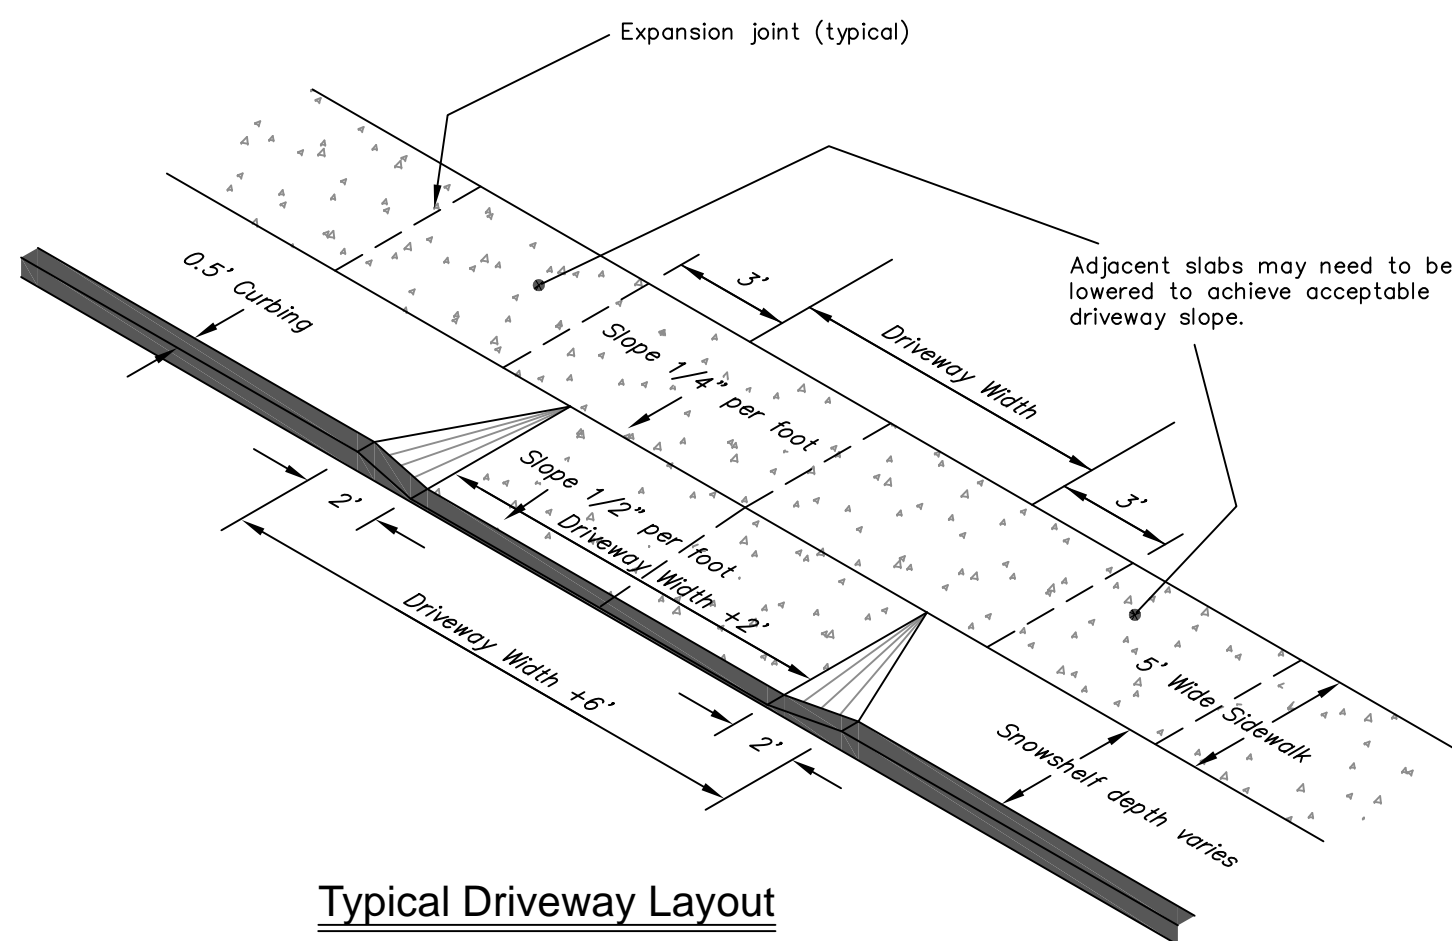 Expansion joint (typical)
Adjacent slabs may need to be
lowered to achieve acceptable
driveway slope.
0.5' Curbing
3'
Driveway Width
3'
Slope 1/4" per foot
Slope 1/2" per foot
Driveway Width +2'
2'
Driveway Width +6'
2'
5' Wide Sidewalk
Snowshelf depth varies
Typical Driveway Layout